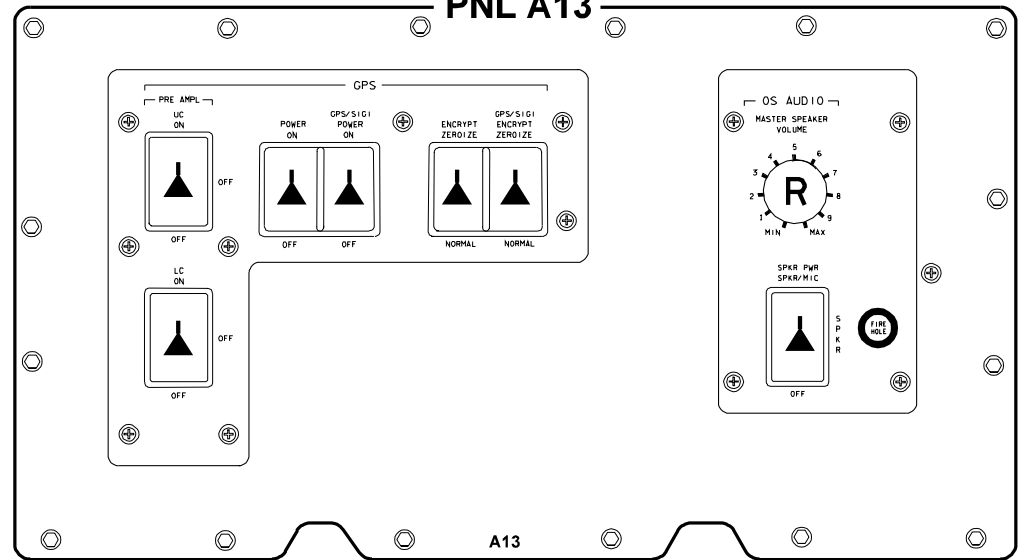 PNL A13
GPS
PRE AMPL
UC
ON
OFF
OFF
POWER
ON
OFF
GPS/SIGI
POWER
ON
OFF
ENCRYPT
ZEROIZE
NORMAL
GPS/SIGI
ENCRYPT
ZEROIZE
NORMAL
LC
ON
OFF
OFF
OS AUDIO
MASTER SPEAKER
VOLUME
MIN 1 2 3 4 5 6 7 8 9 MAX
R
SPKR PWR
SPKR/MIC
SPKR
OFF
FIRE
HOLE
A13